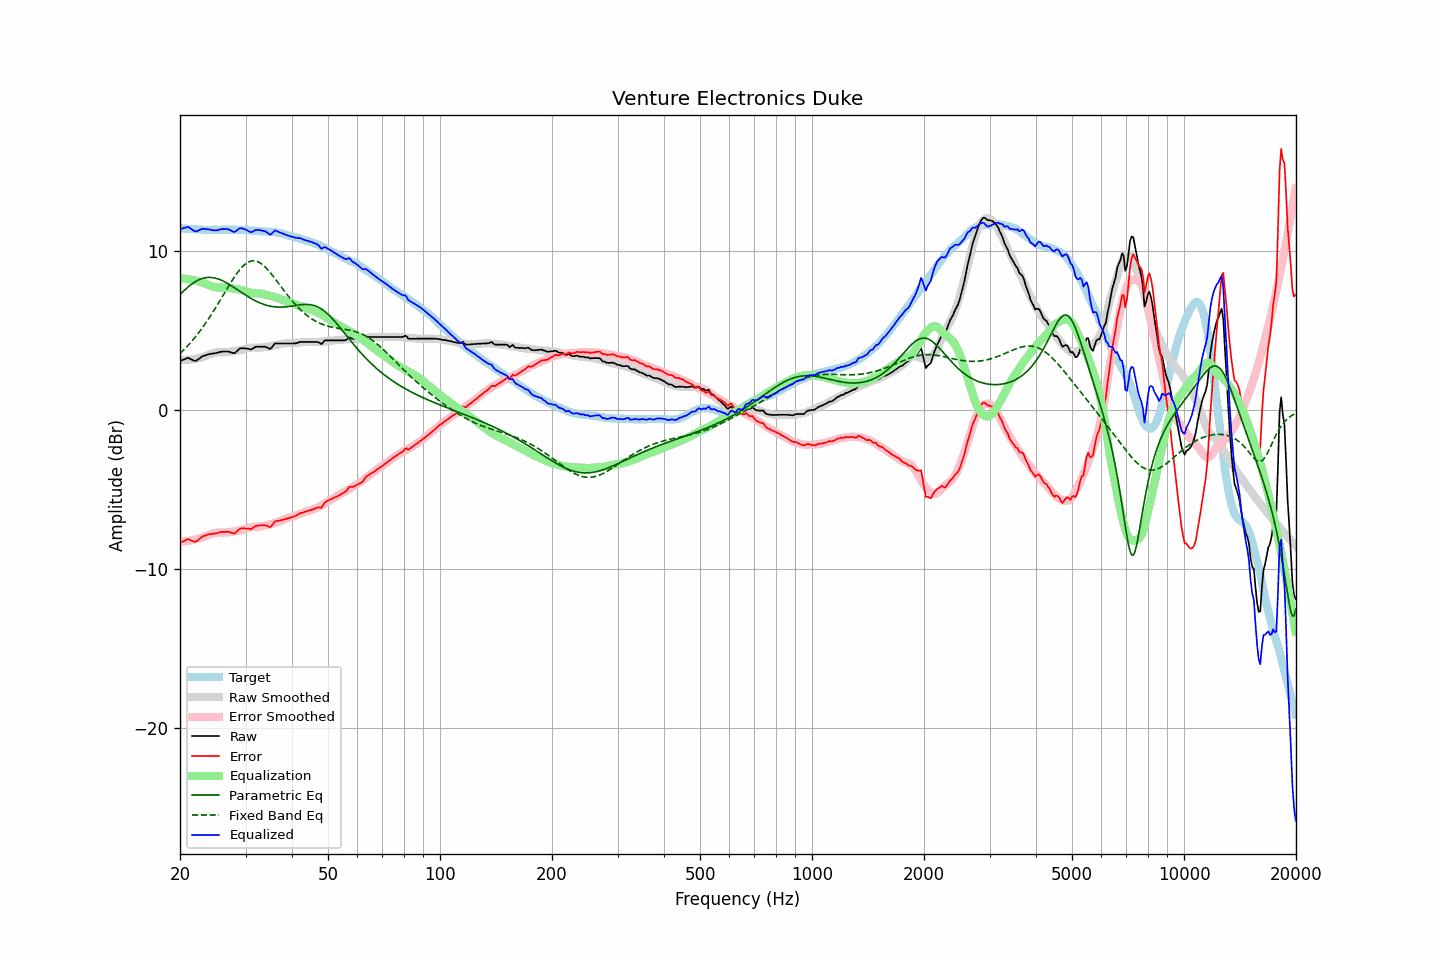 Venture Electronics Duke
Amplitude (dBr)
10
0
−10
−20
Target
Raw Smoothed
Error Smoothed
Raw
Error
Equalization
Parametric Eq
Fixed Band Eq
Equalized
20
50
100
200
500
1000
2000
5000
10000
20000
Frequency (Hz)